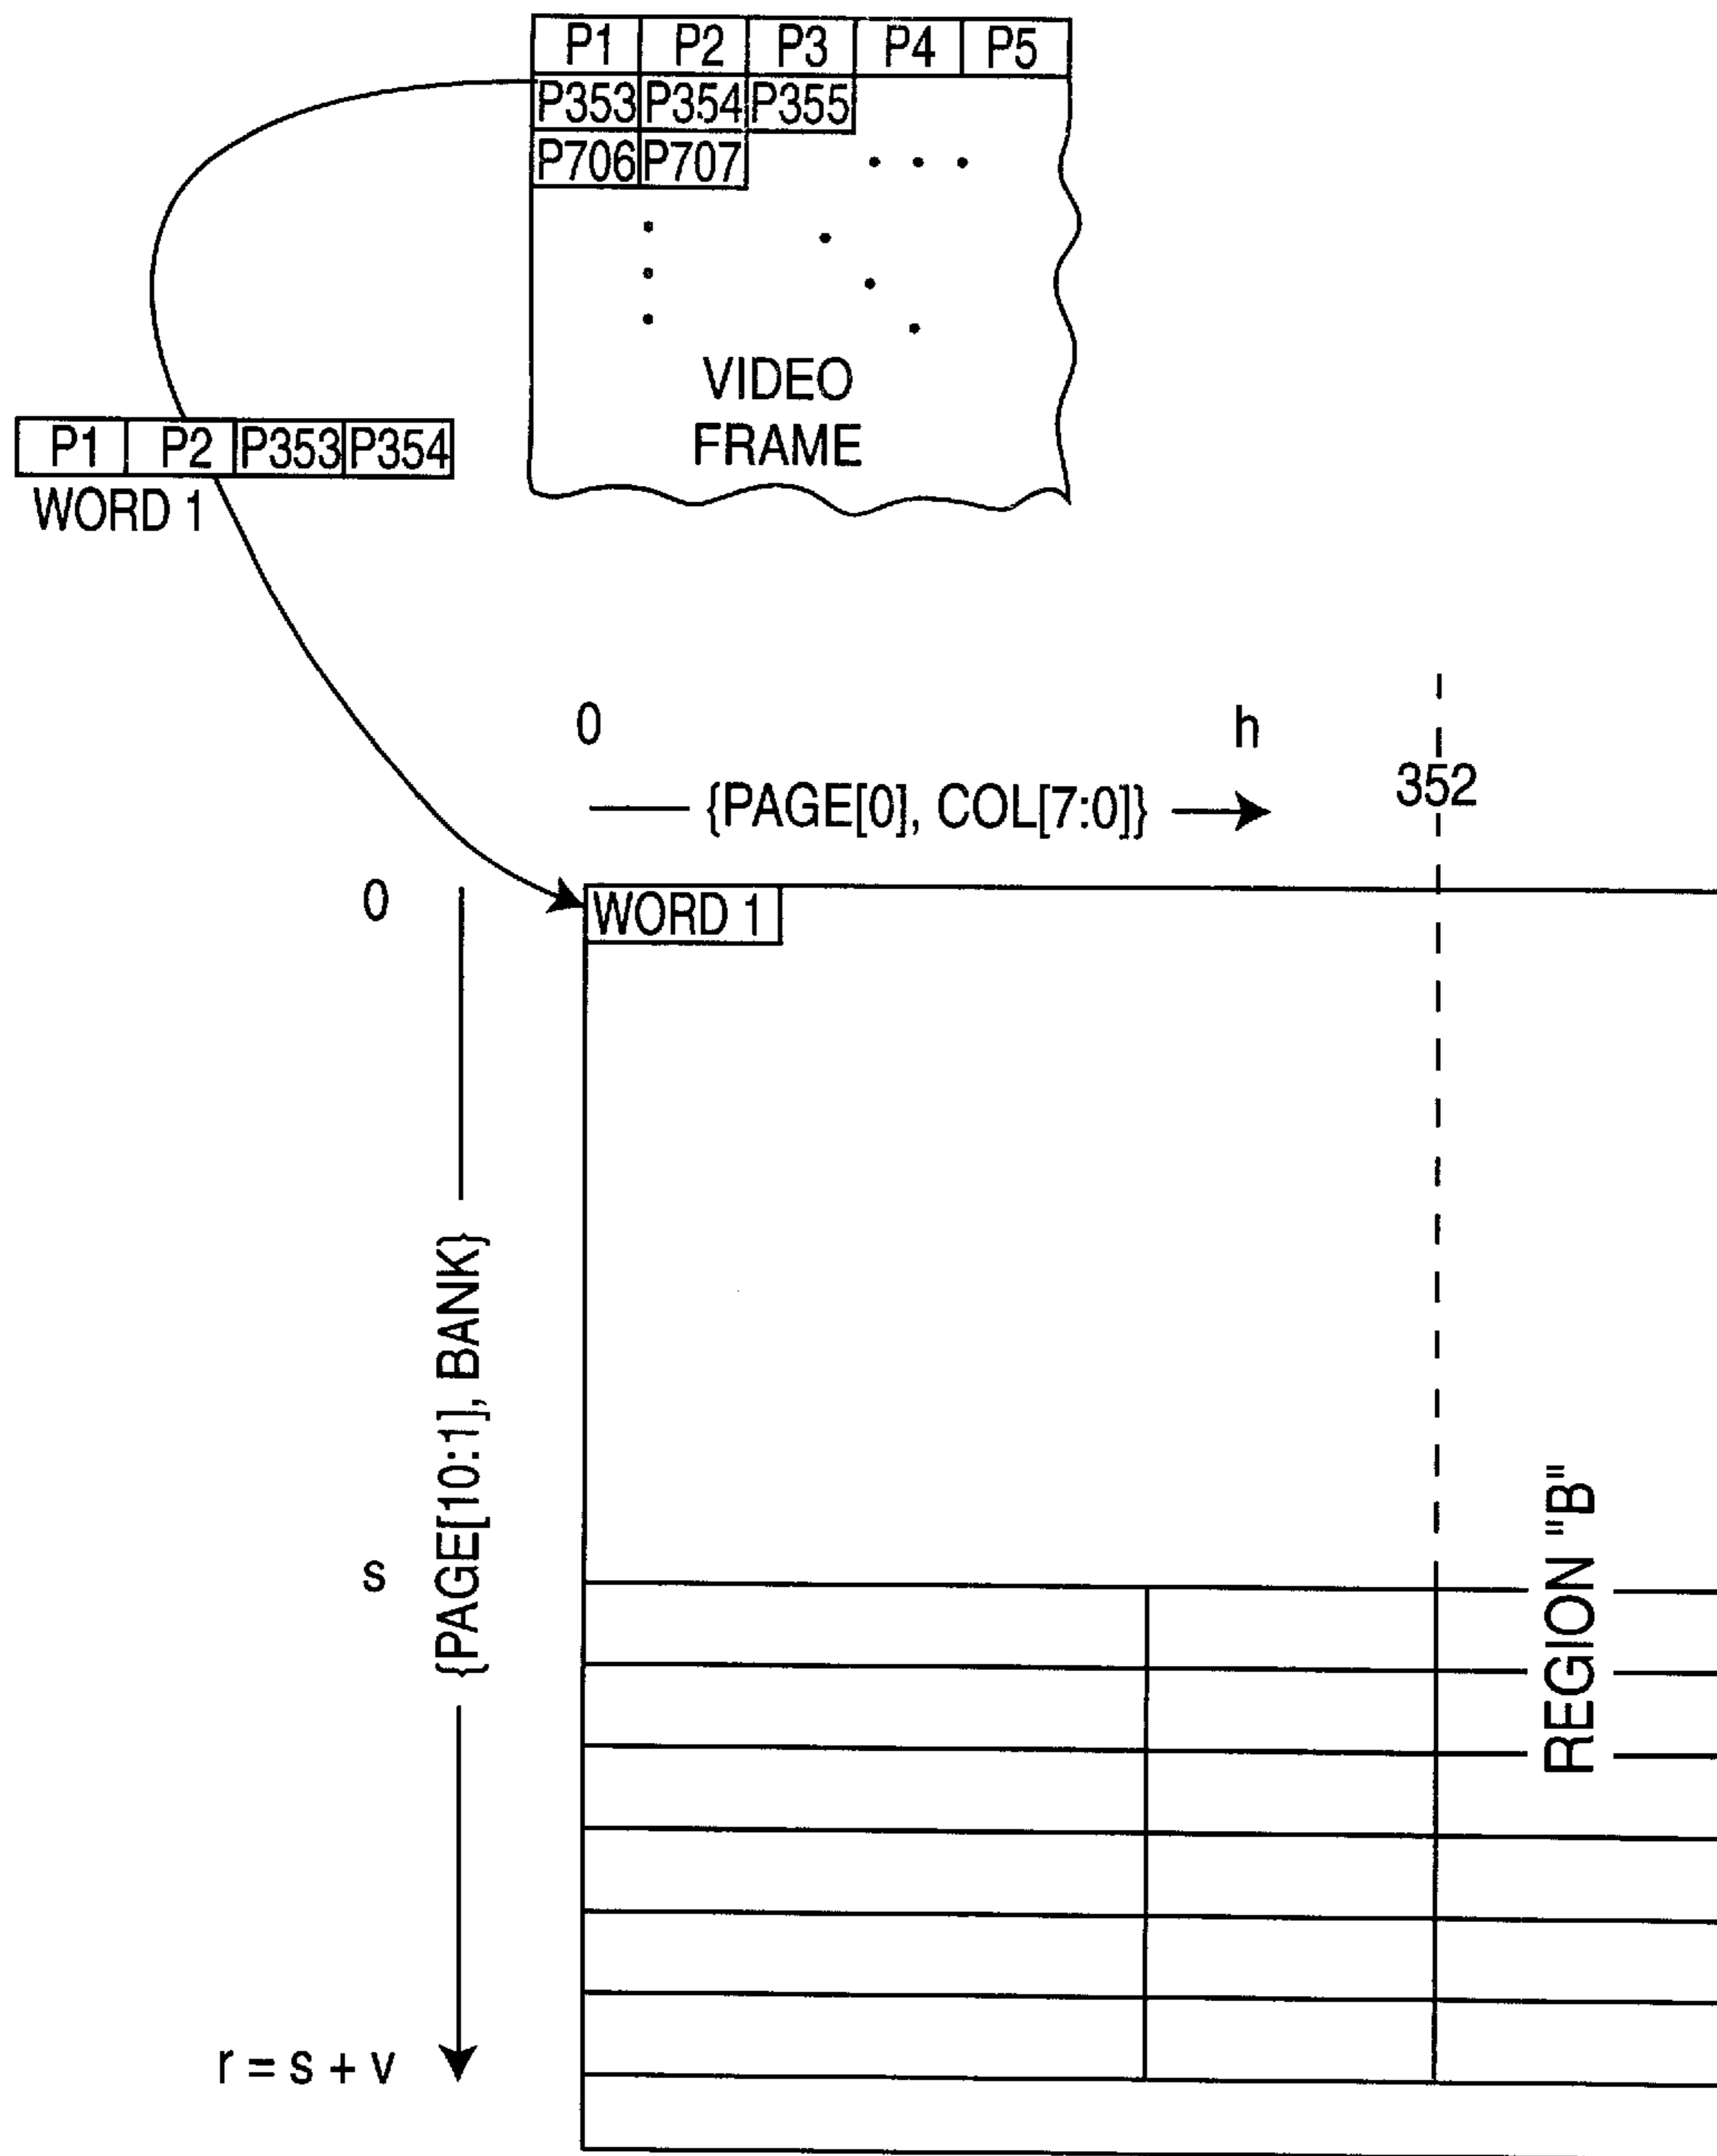 P1 P2 P3 P4 P5
P353 P354 P355
P706 P707
VIDEO
FRAME
P1 P2 P353 P354
WORD 1
0 h
352
{PAGE[0], COL[7:0]}
0
WORD 1
{PAGE[10:1], BANK}
s
REGION "B"
r = s + v